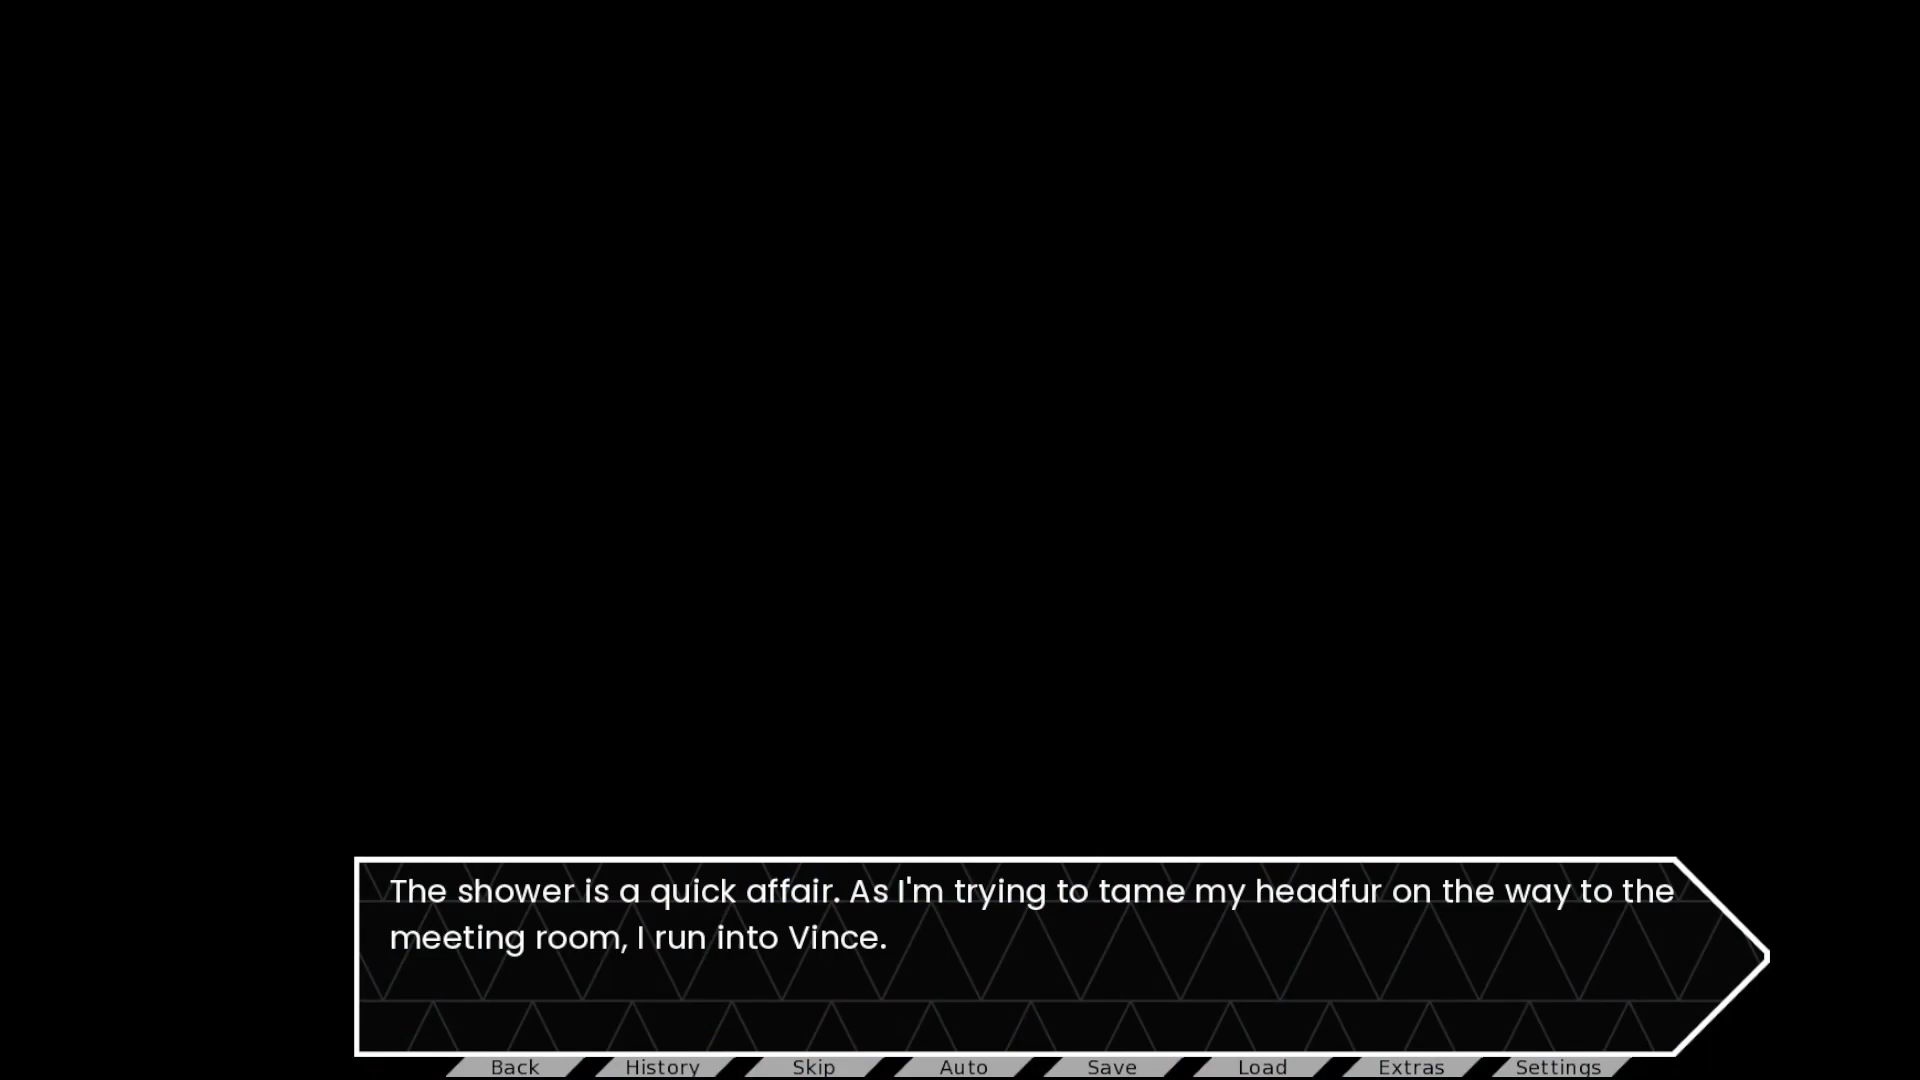 The shower is a quick affair. As I'm trying to tame my headfur on the way to the
meeting room, I run into Vince.
Back History Skip Auto Save Load Extras Settings